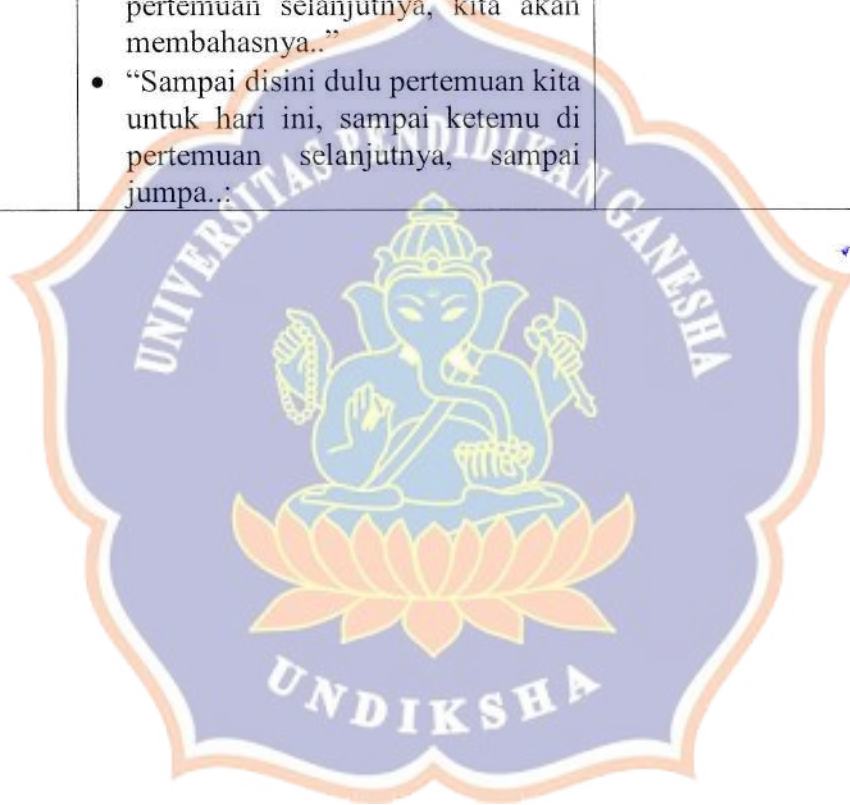 pertemuan selanjutnya, kita akan
membahasnya..”
• “Sampai disini dulu pertemuan kita
untuk hari ini, sampai ketemu di
pertemuan selanjutnya, sampai
jumpa..:
UNIVERSITAS PENDIDIKAN GANESHA
UNDIKSHA